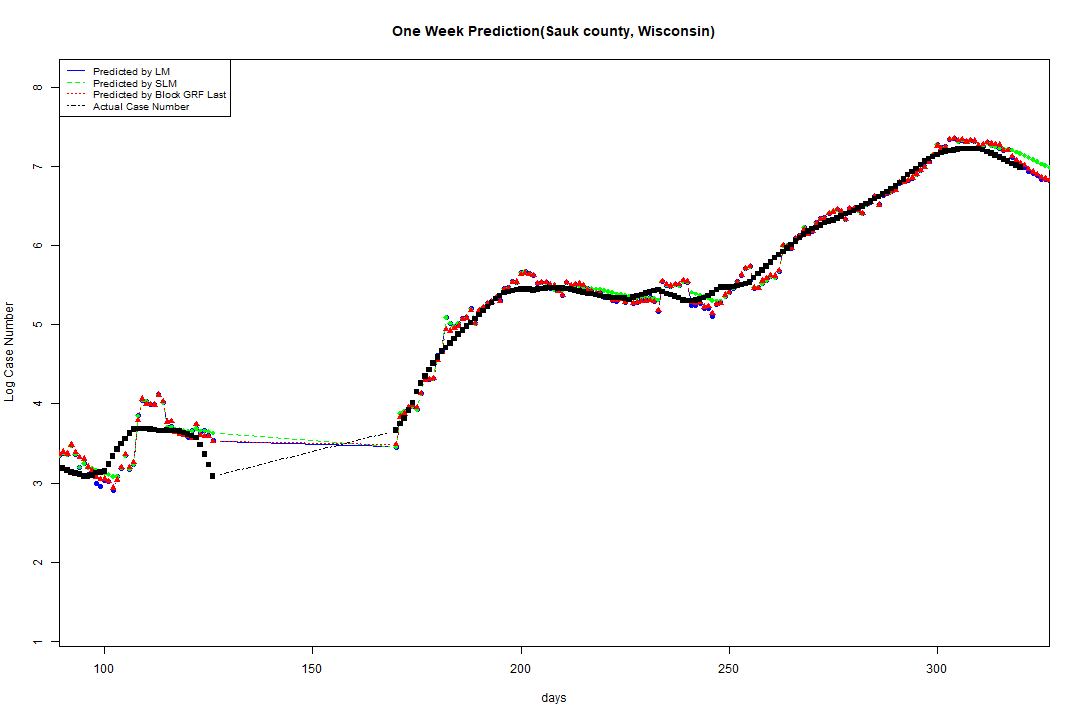 One Week Prediction(Sauk county, Wisconsin)
Predicted by LM
Predicted by SLM
Predicted by Block GRF Last
Actual Case Number
8
7
6
5
4
3
2
1
Log Case Number
100
150
200
250
300
days